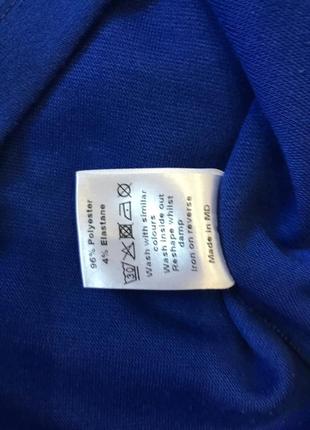 96% Polyester
4% Elastane
30
Wash with similar
colours
Wash inside out
Reshape whilst
damp
Iron on reverse
Made in MD